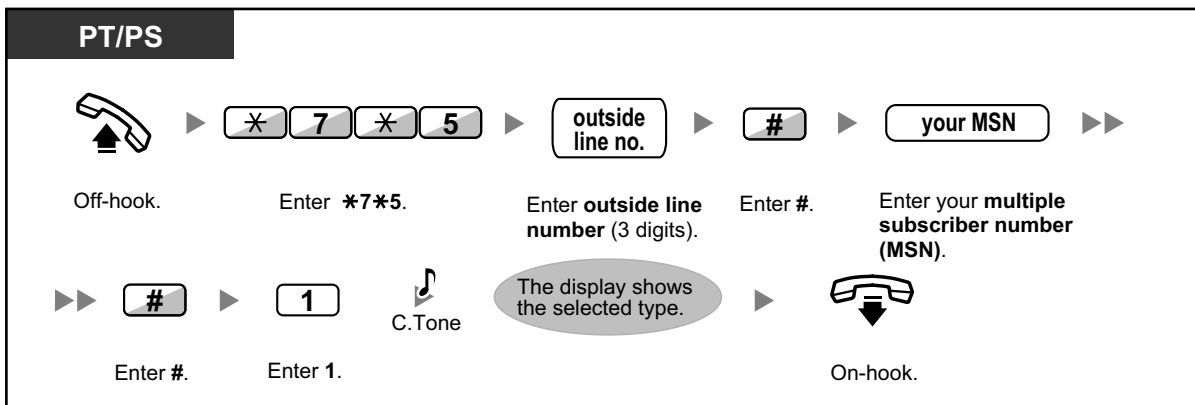 PT/PS
✳ 7 ✳ 5
outside
line no.
#
your MSN
Off-hook.
Enter ✳7✳5.
Enter outside line
number (3 digits).
Enter #.
Enter your multiple
subscriber number
(MSN).
#
1
C.Tone
The display shows
the selected type.
Enter #.
Enter 1.
On-hook.